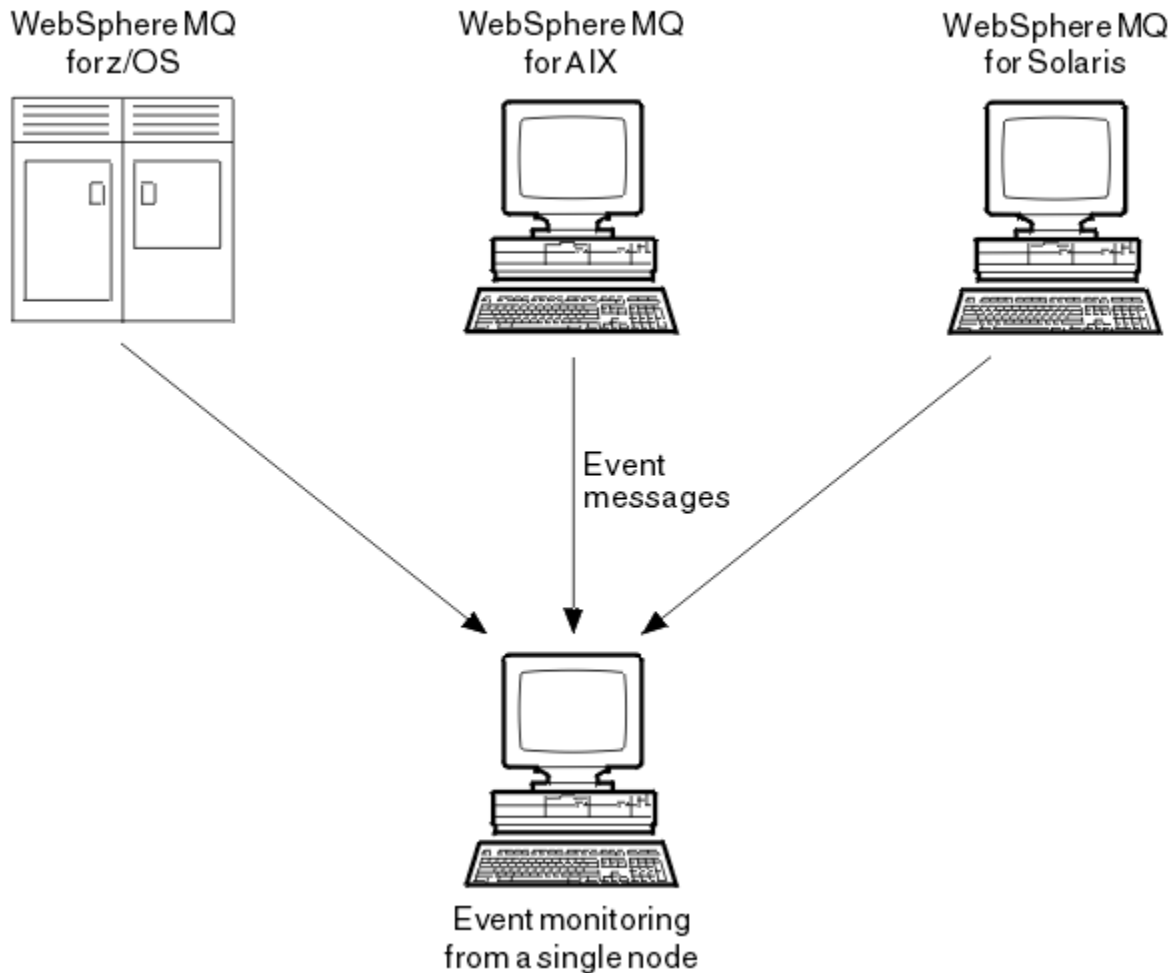 WebSphere MQ
for z/OS
WebSphere MQ
for AIX
WebSphere MQ
for Solaris
Event
messages
Event monitoring
from a single node